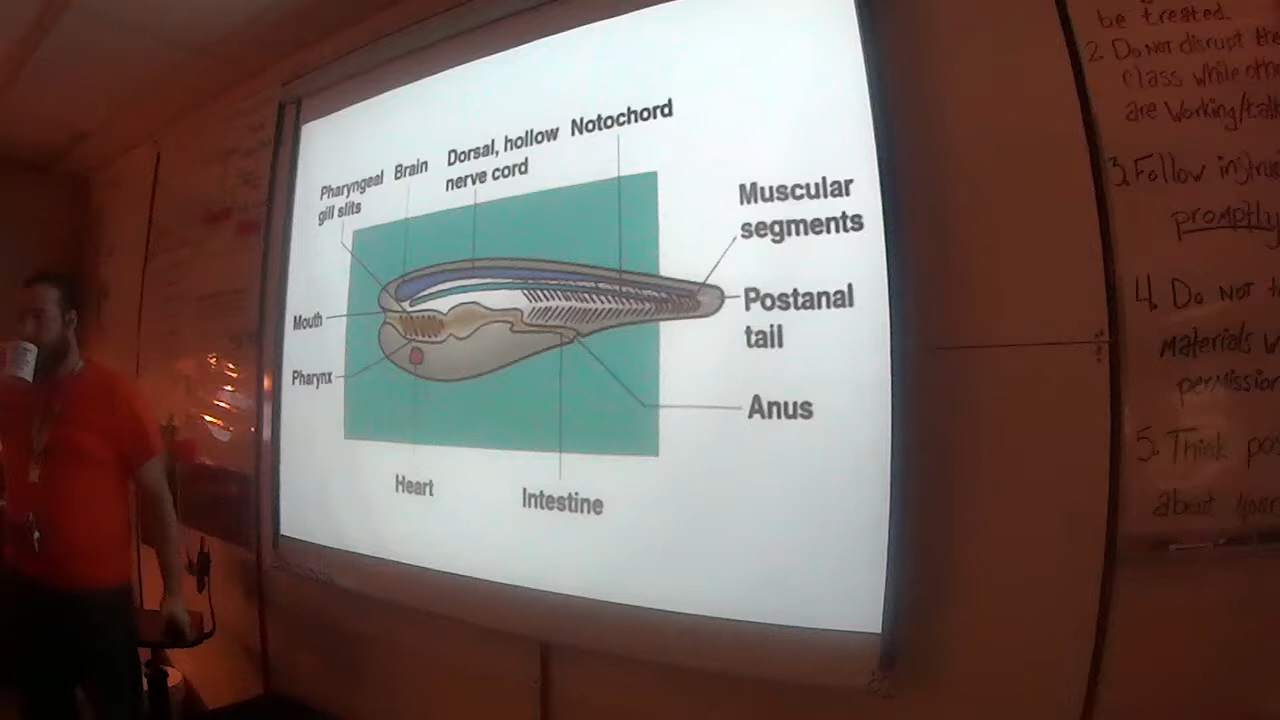 Pharyngeal
gill slits
Brain
Dorsal, hollow
nerve cord
Notochord
Muscular
segments
Mouth
Postanal
tail
Pharynx
Anus
Heart
Intestine
be treated.
2. Do NOT disrupt the
class while
are working/
3. Follow
promptly
4. Do NOT
materials
5. Think
about your